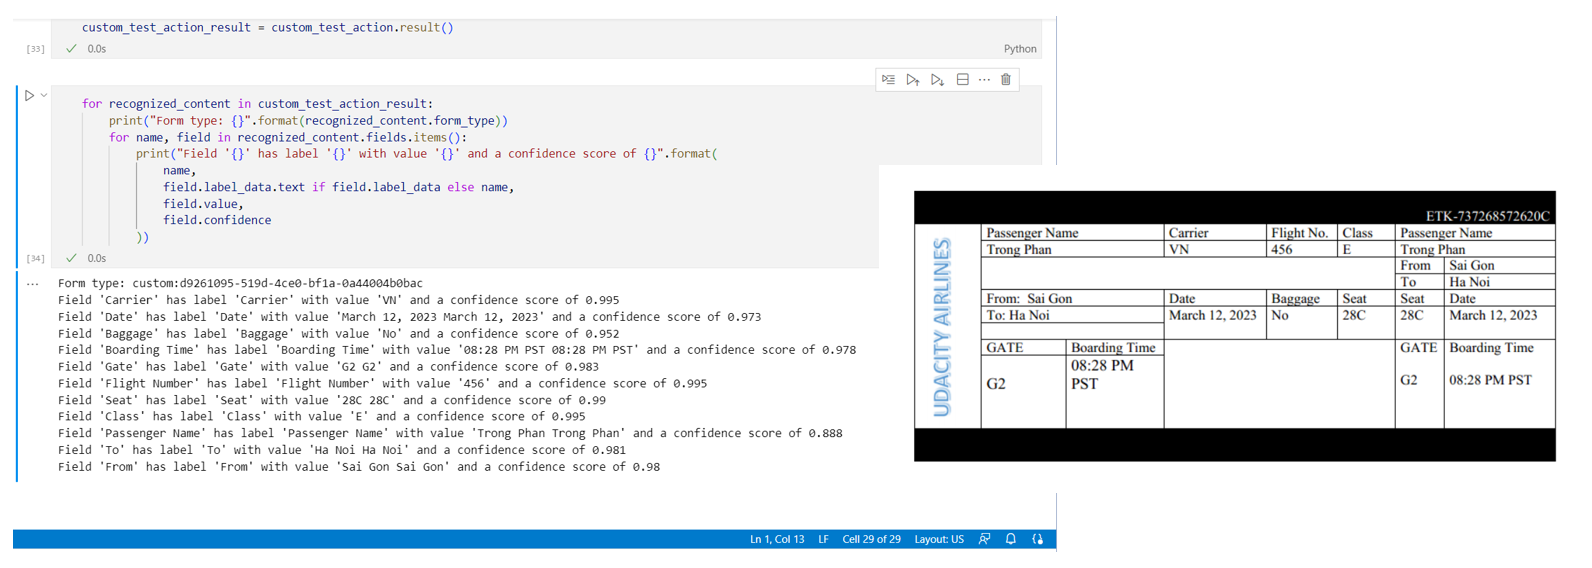 custom_test_action_result = custom_test_action.result()
[33]
0.0s
Python
for recognized_content in custom_test_action_result:
print("Form type: {}".format(recognized_content.form_type))
for name, field in recognized_content.fields.items():
print("Field '{}' has label '{}' with value '{}' and a confidence score of {}".format(
name,
field.label_data.text if field.label_data else name,
field.value,
field.confidence
))
[34]
0.0s
...
Form type: custom:d9261095-519d-4ce0-bf1a-0a44004b0bac
Field 'Carrier' has label 'Carrier' with value 'VN' and a confidence score of 0.995
Field 'Date' has label 'Date' with value 'March 12, 2023 March 12, 2023' and a confidence score of 0.973
Field 'Baggage' has label 'Baggage' with value 'No' and a confidence score of 0.952
Field 'Boarding Time' has label 'Boarding Time' with value '08:28 PM PST 08:28 PM PST' and a confidence score of 0.978
Field 'Gate' has label 'Gate' with value 'G2 G2' and a confidence score of 0.983
Field 'Flight Number' has label 'Flight Number' with value '456' and a confidence score of 0.995
Field 'Seat' has label 'Seat' with value '28C 28C' and a confidence score of 0.99
Field 'Class' has label 'Class' with value 'E' and a confidence score of 0.995
Field 'Passenger Name' has label 'Passenger Name' with value 'Trong Phan Trong Phan' and a confidence score of 0.888
Field 'To' has label 'To' with value 'Ha Noi Ha Noi' and a confidence score of 0.981
Field 'From' has label 'From' with value 'Sai Gon Sai Gon' and a confidence score of 0.98
Ln 1, Col 13 LF Cell 29 of 29 Layout: US
ETK-737268572620C
UDACITY AIRLINES
Passenger Name Carrier Flight No. Class Passenger Name
Trong Phan VN 456 E Trong Phan
From Sai Gon
To Ha Noi
From: Sai Gon Date Baggage Seat Seat Date
To: Ha Noi March 12, 2023 No 28C 28C March 12, 2023
GATE Boarding Time GATE Boarding Time
08:28 PM
G2 PST G2 08:28 PM PST